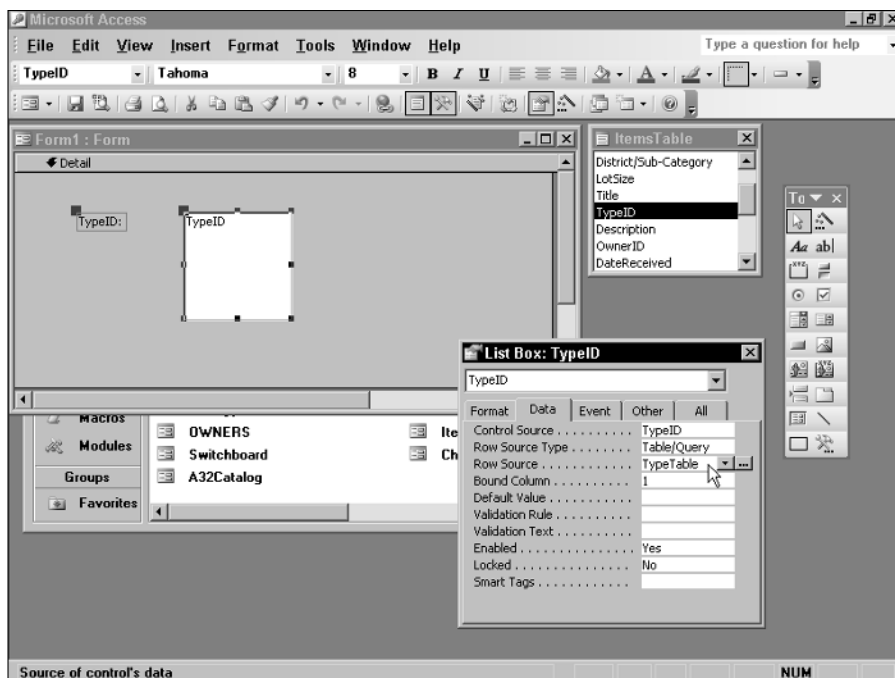 Microsoft Access
File Edit View Insert Format Tools Window Help Type a question for help
TypeID Tahoma 8 B I U A
Form1 : Form
Detail
TypeID:
TypeID
ItemsTable
District/Sub-Category
LotSize
Title
TypeID
Description
OwnerID
DateReceived
To
Aa ab
XYZ
Macros
Modules
Groups
Favorites
OWNERS
Switchboard
A32Catalog
Ite
Ch
List Box: TypeID
TypeID
Format Data Event Other All
Control Source . . . . . . . . . . TypeID
Row Source Type . . . . . . . . Table/Query
Row Source . . . . . . . . . . . . . TypeTable ...
Bound Column . . . . . . . . . . . 1
Default Value . . . . . . . . . . . .
Validation Rule . . . . . . . . . . .
Validation Text . . . . . . . . . . .
Enabled . . . . . . . . . . . . . . . . Yes
Locked . . . . . . . . . . . . . . . . . No
Smart Tags . . . . . . . . . . . . .
Source of control's data NUM